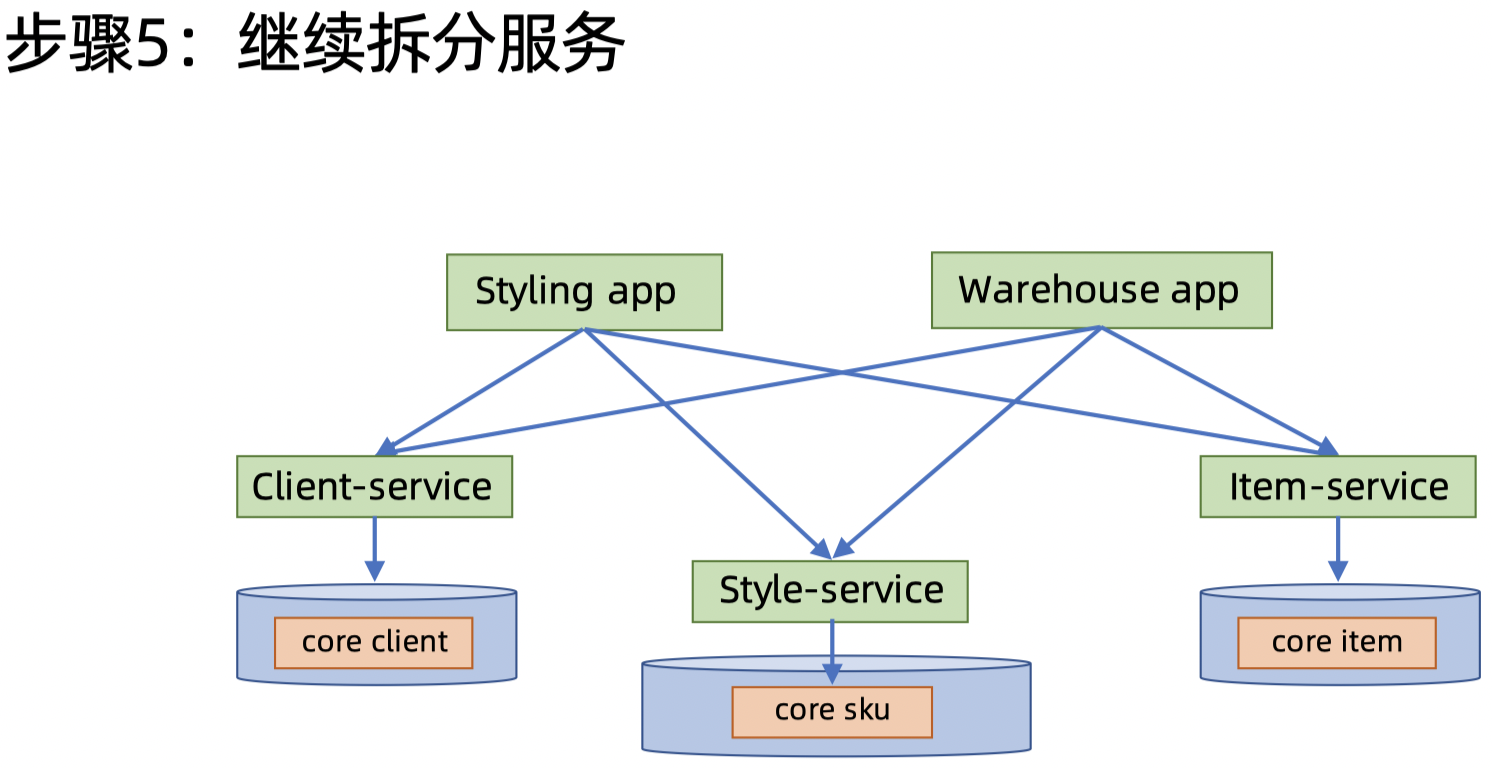 步骤5：继续拆分服务
Styling app
Warehouse app
Client-service
Item-service
Style-service
core client
core item
core sku